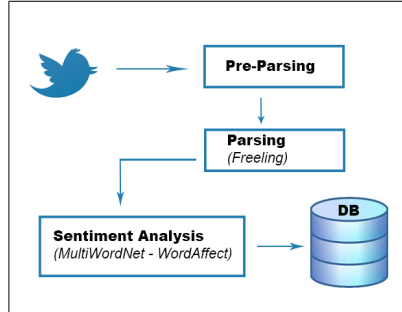 Pre-Parsing
Parsing
(Freeling)
Sentiment Analysis
(MultiWordNet - WordAffect)
DB